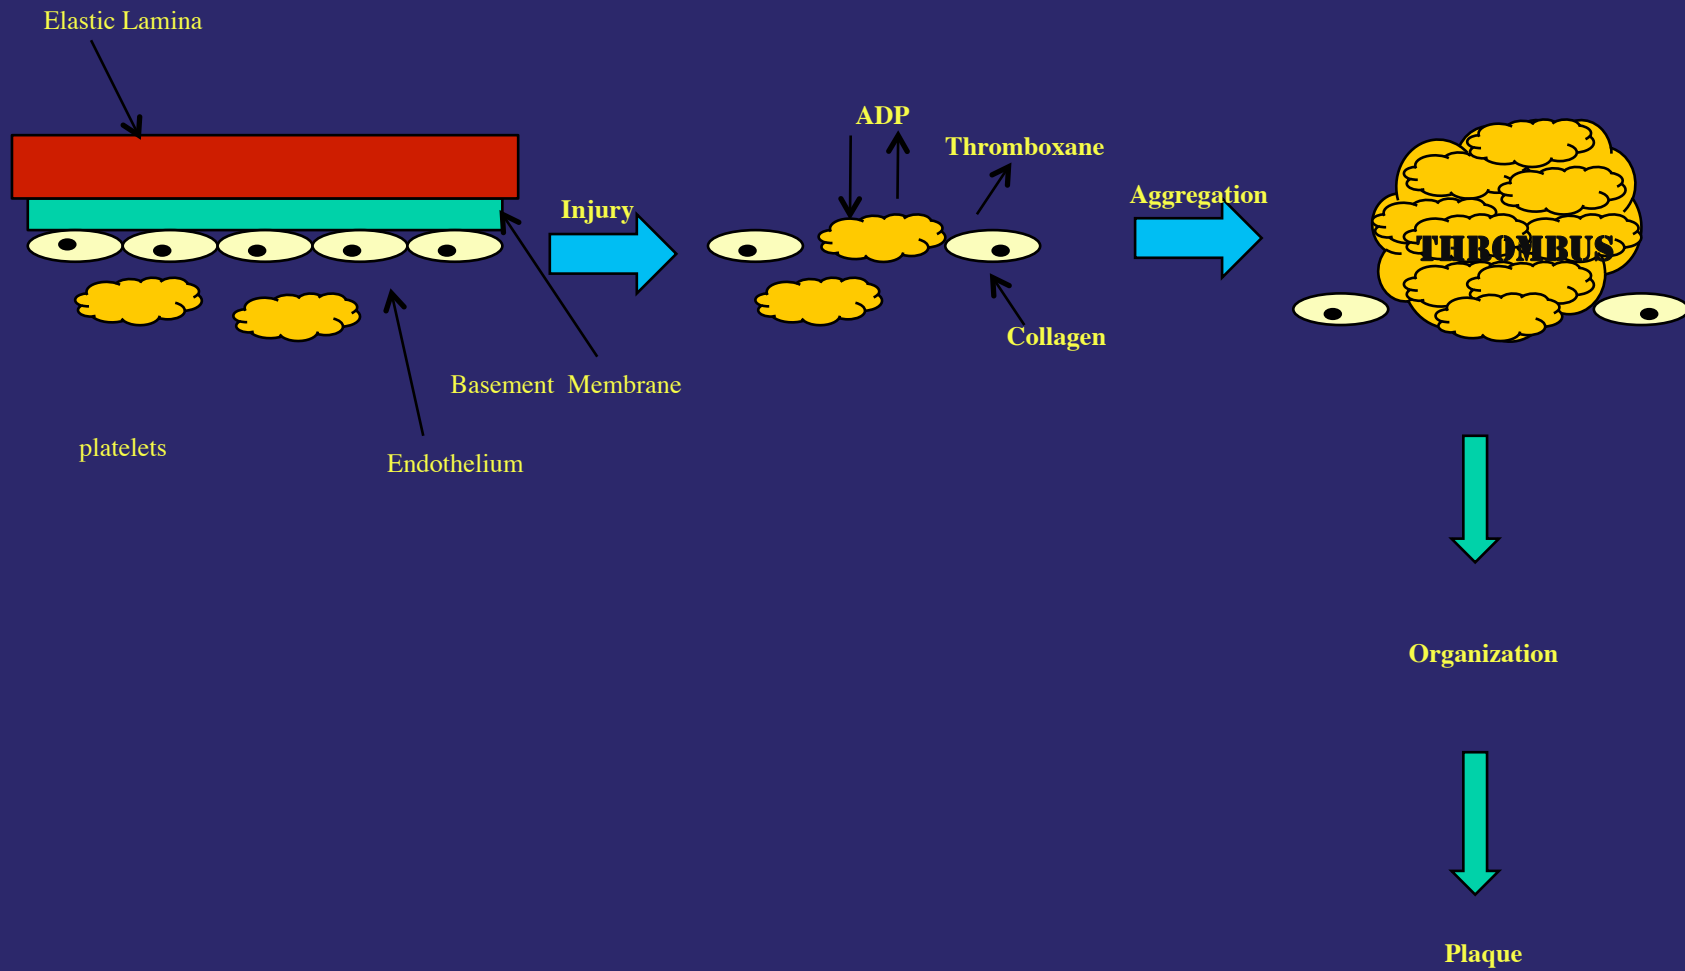 Elastic Lamina
ADP
Thromboxane
Injury
Aggregation
THROMBUS
Collagen
Basement  Membrane
platelets
Endothelium
Organization
Plaque